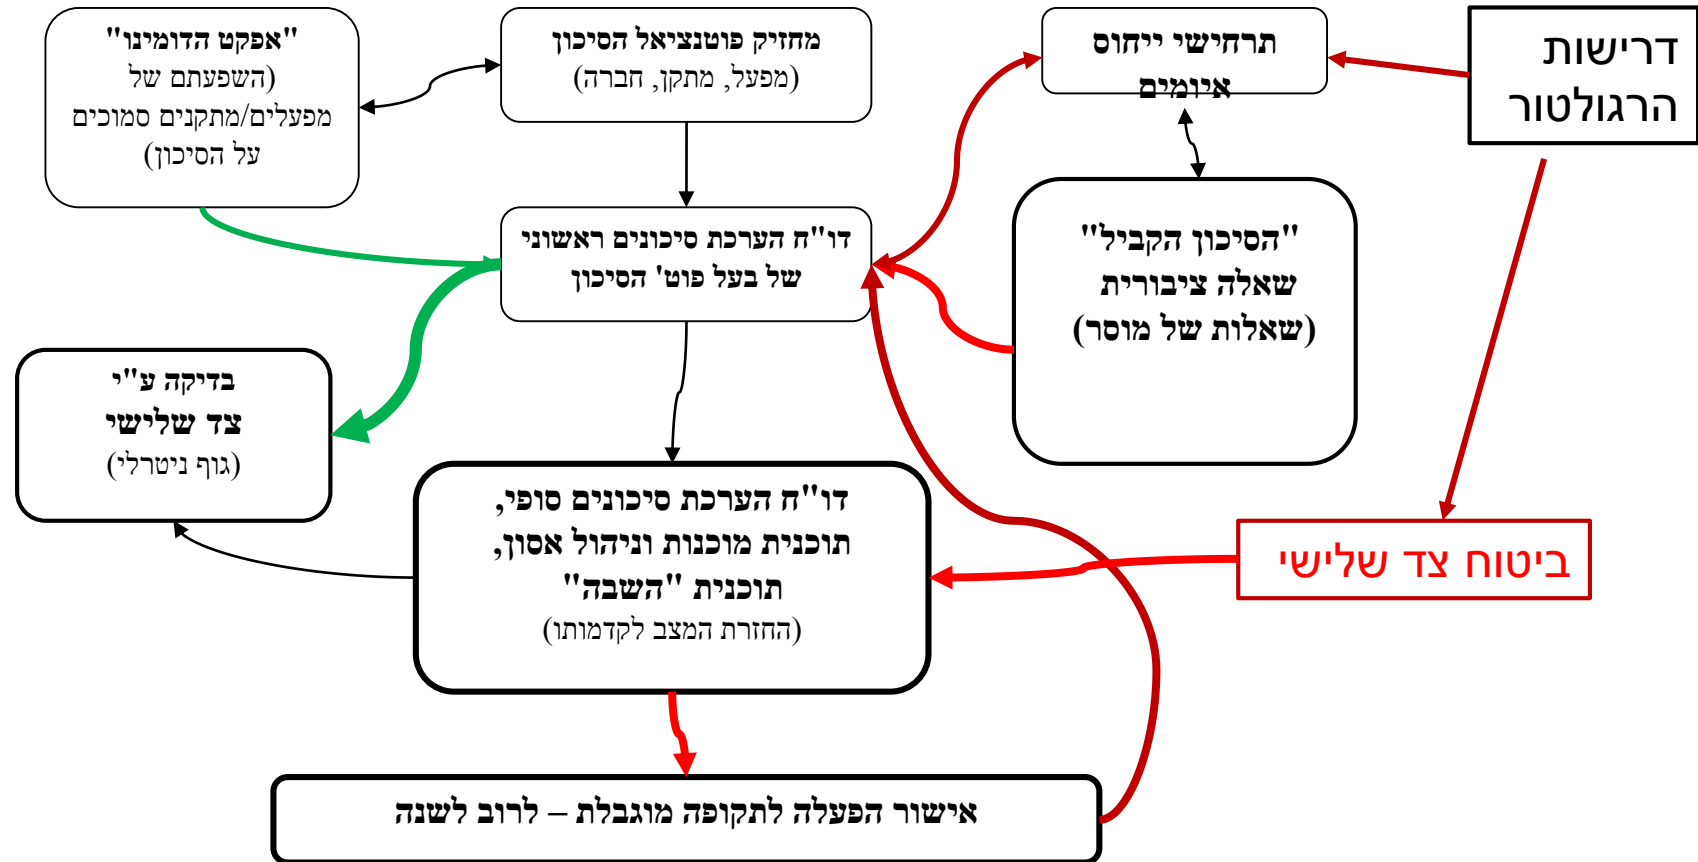 דרישות
הרגולטור
תרחישי ייחוס
איומים
מחזיק פוטנציאל הסיכון
(מפעל, מתקן, חברה)
"אפקט הדומינו"
(השפעתם של
מפעלים/מתקנים סמוכים
על הסיכון)
"הסיכון הקביל"
שאלה ציבורית
(שאלות של מוסר)
דו"ח הערכת סיכונים ראשוני
של בעל פוט' הסיכון
בדיקה ע"י
צד שלישי
(גוף ניטרלי)
דו"ח הערכת סיכונים סופי,
תוכנית מוכנות וניהול אסון,
תוכנית "השבה"
(החזרת המצב לקדמותו)
ביטוח צד שלישי
אישור הפעלה לתקופה מוגבלת – לרוב לשנה